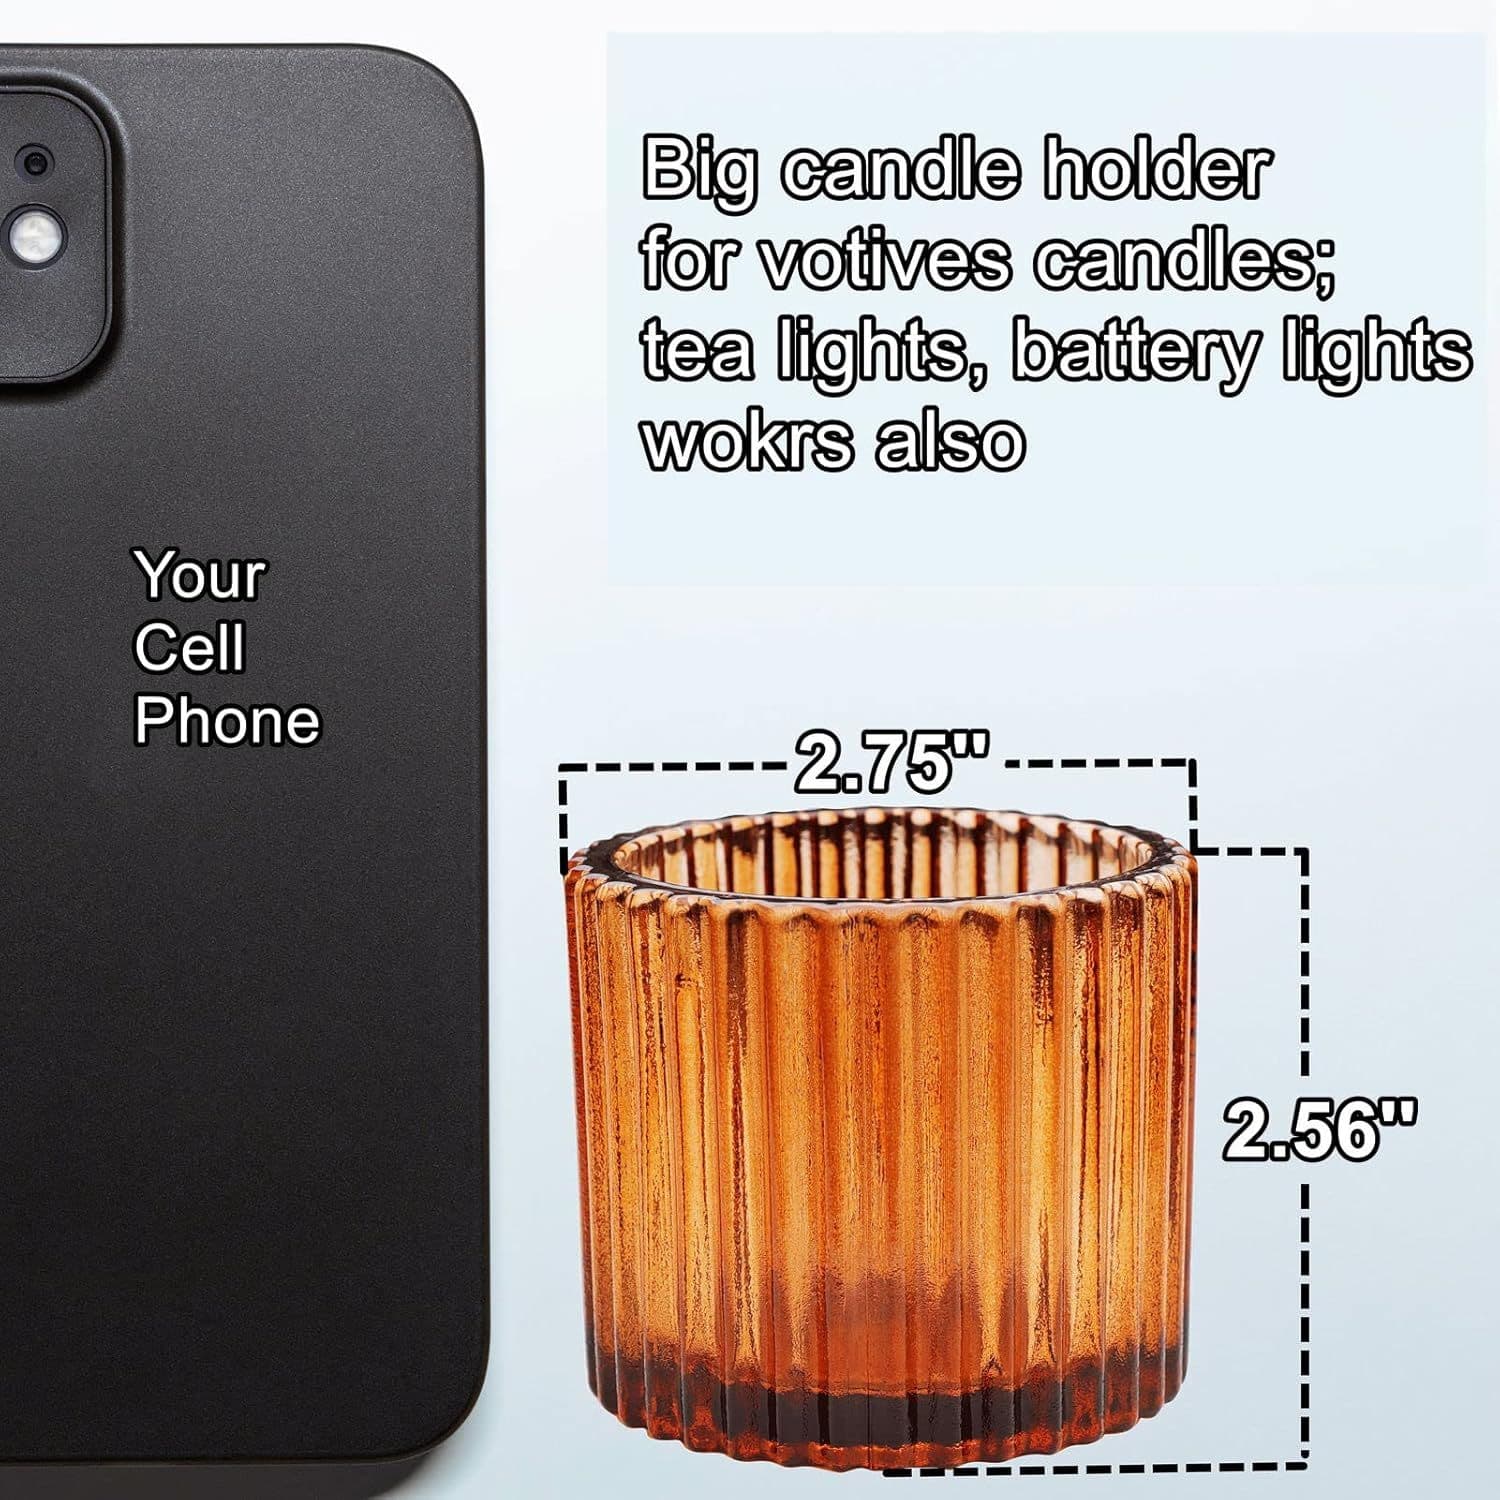 Big candle holder
for votives candles;
tea lights, battery lights
wokrs also
Your
Cell
Phone
2.75"
2.56"